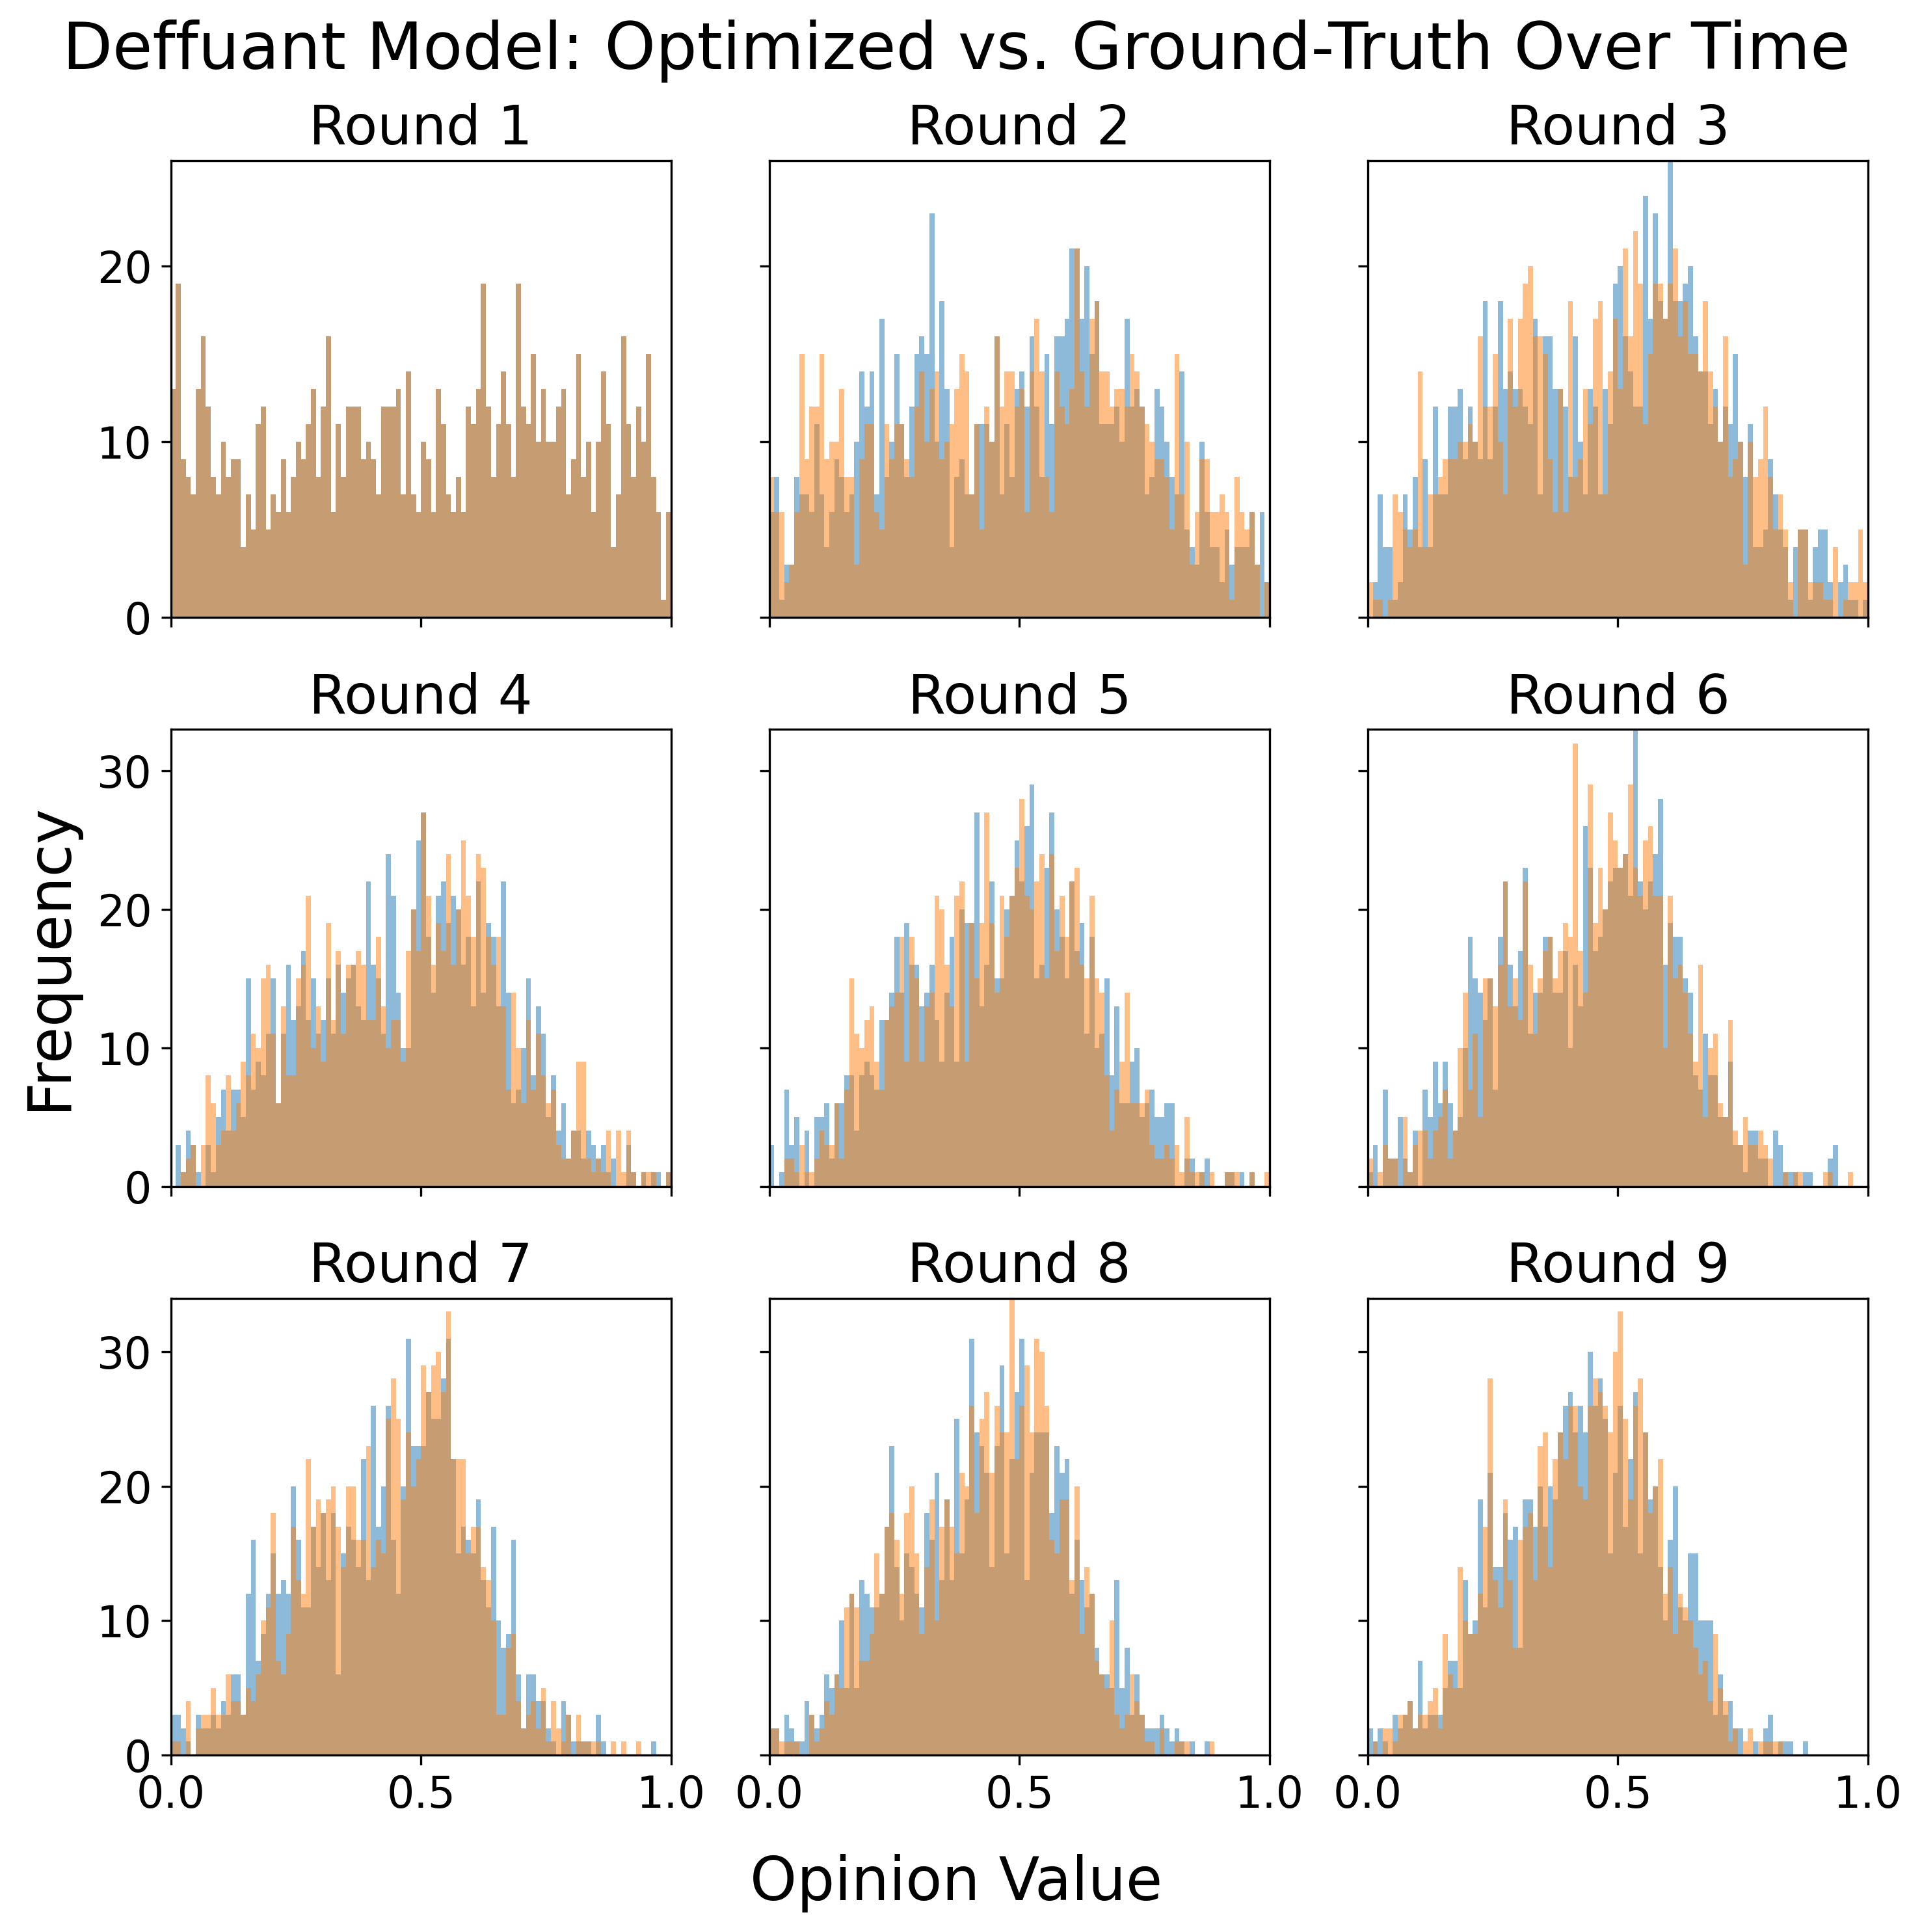 Deffuant Model: Optimized vs. Ground-Truth Over Time
Round 1
Round 2
Round 3
20
10
0
Round 4
Round 5
Round 6
30
20
10
0
Frequency
Round 7
Round 8
Round 9
30
20
10
0
0.0 0.5 1.0
0.0 0.5 1.0
0.0 0.5 1.0
Opinion Value